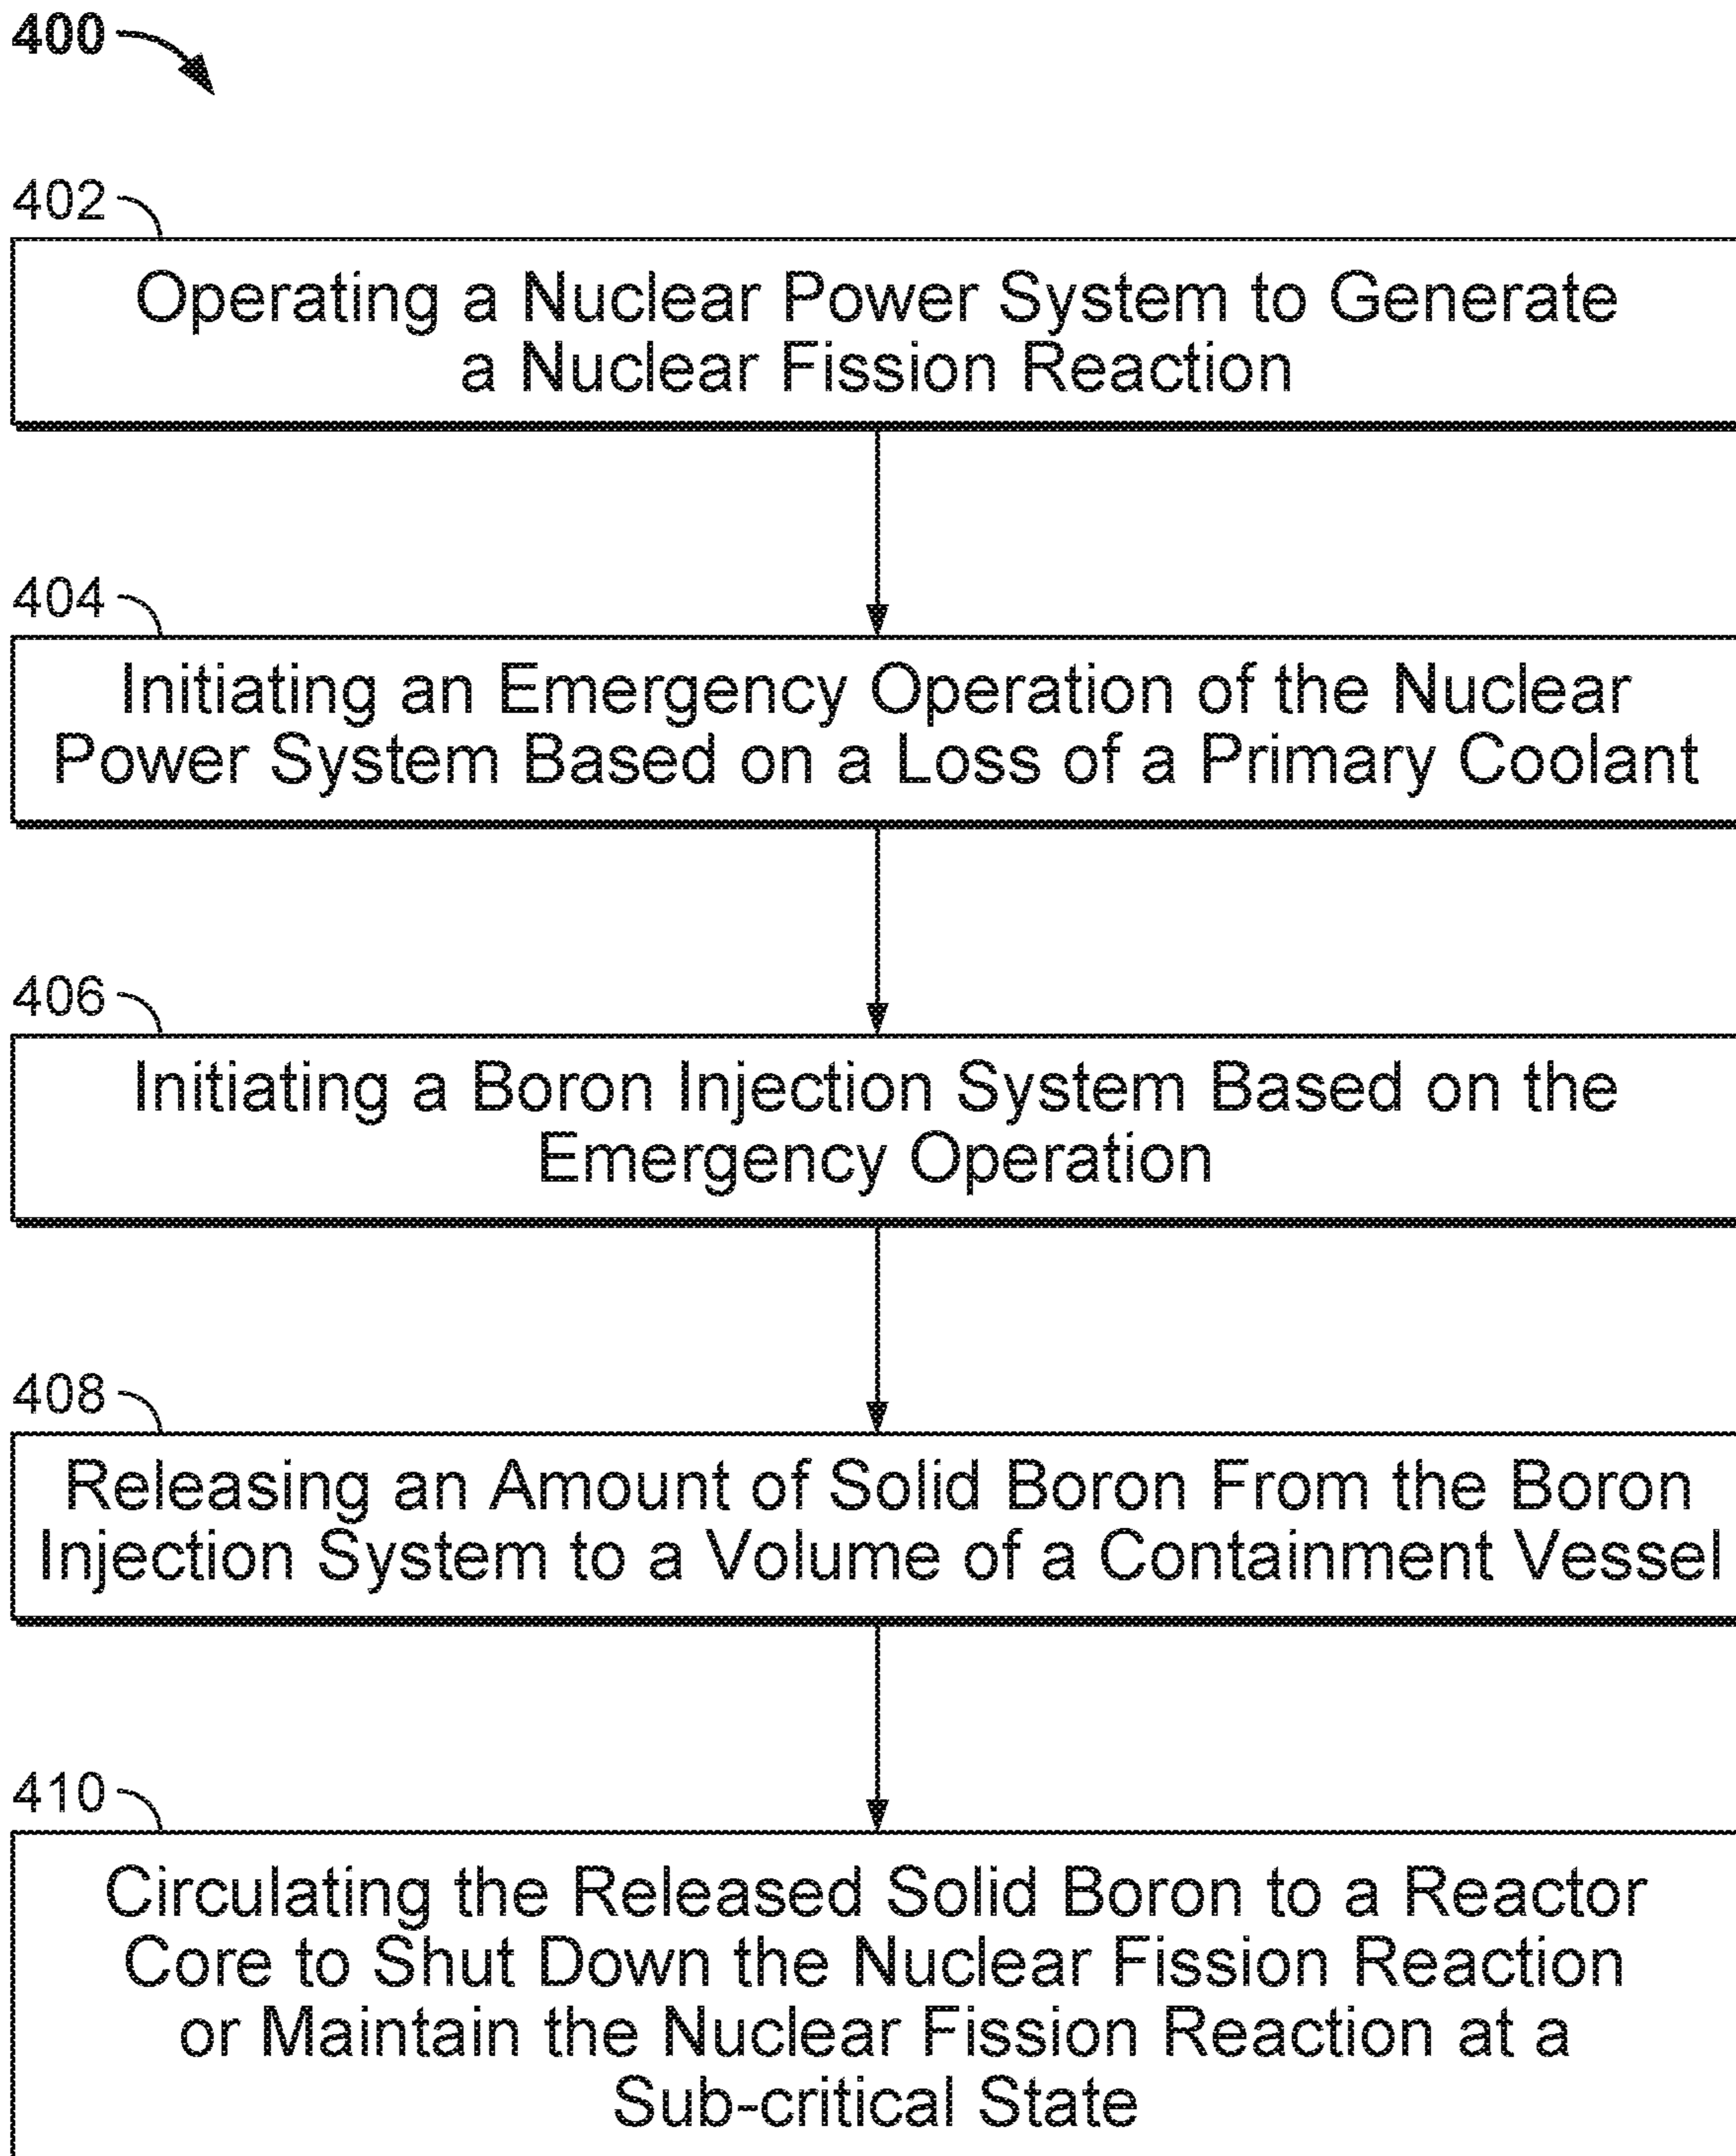 400
402
Operating a Nuclear Power System to Generate
a Nuclear Fission Reaction
404
Initiating an Emergency Operation of the Nuclear
Power System Based on a Loss of a Primary Coolant
406
Initiating a Boron Injection System Based on the
Emergency Operation
408
Releasing an Amount of Solid Boron From the Boron
Injection System to a Volume of a Containment Vessel
410
Circulating the Released Solid Boron to a Reactor
Core to Shut Down the Nuclear Fission Reaction
or Maintain the Nuclear Fission Reaction at a
Sub-critical State